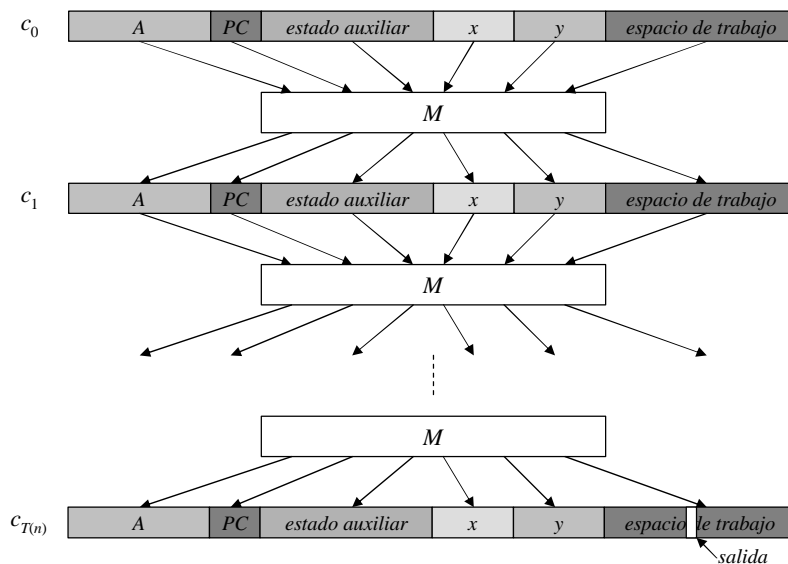 c0 A PC estado auxiliar x y espacio de trabajo
M
c1 A PC estado auxiliar x y espacio de trabajo
M
M
cT(n) A PC estado auxiliar x y espacio de trabajo
salida